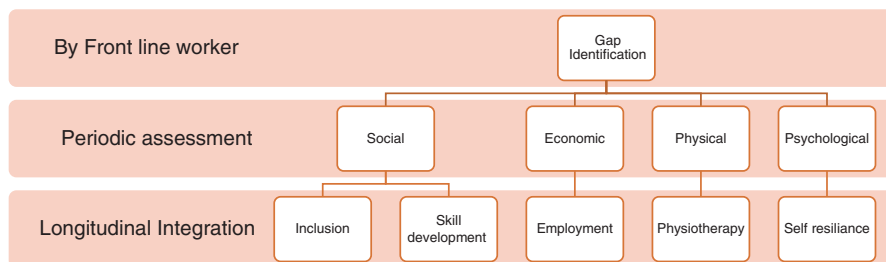 By Front line worker
Gap
Identification
Periodic assessment
Social
Economic
Physical
Psychological
Longitudinal Integration
Inclusion
Skill
development
Employment
Physiotherapy
Self resiliance